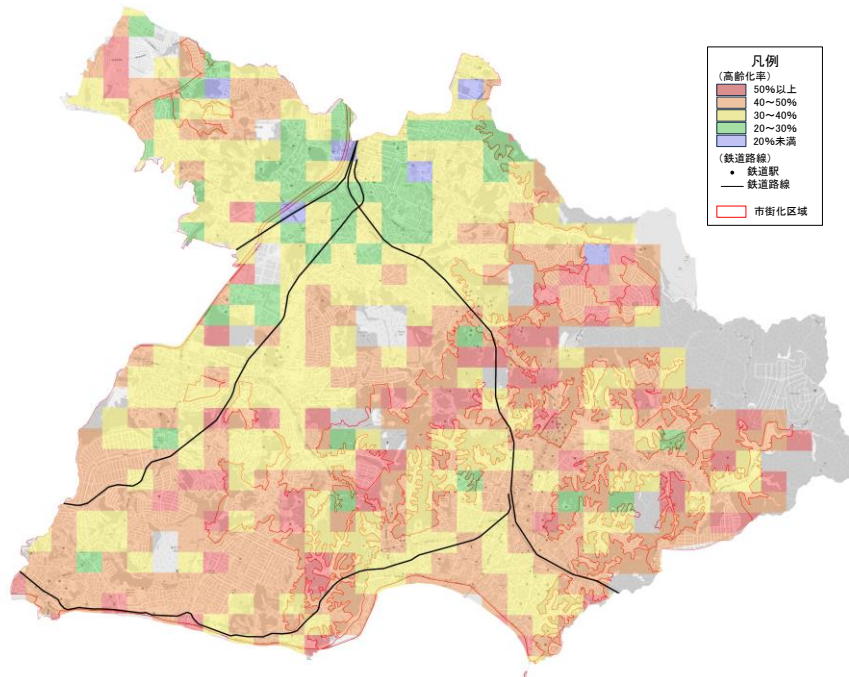 凡例
（高齢化率）
50%以上
40～50%
30～40%
20～30%
20%未満
（鉄道路線）
鉄道駅
鉄道路線
市街化区域